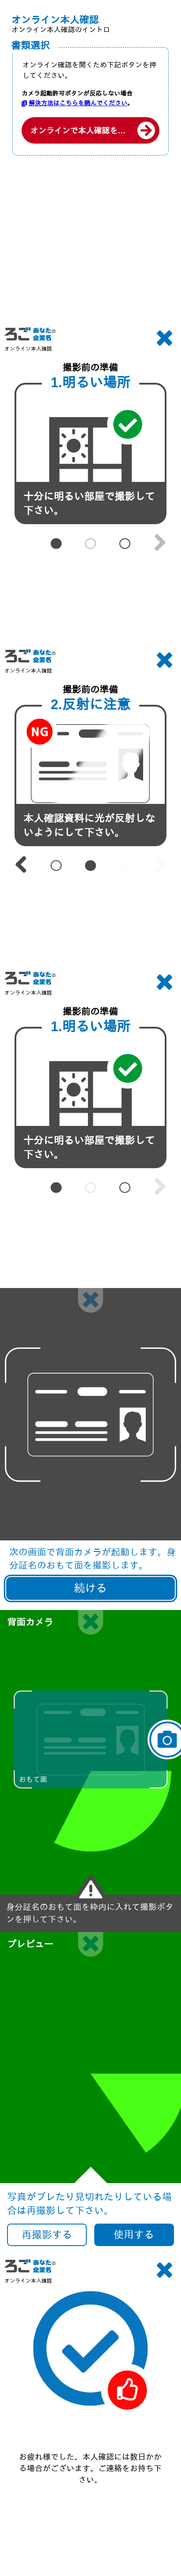 オンライン本人確認
オンライン本人確認のイントロ
書類選択
オンライン確認を開くため下記ボタンを押
してください。
カメラ起動許可ボタンが反応しない場合
解決方法はこちらを読んでください。
オンラインで本人確認を...
ろご あなたの
企業名
オンライン本人確認
撮影前の準備
1.明るい場所
十分に明るい部屋で撮影して
下さい。
ろご あなたの
企業名
オンライン本人確認
撮影前の準備
2.反射に注意
NG
本人確認資料に光が反射しな
いようにして下さい。
ろご あなたの
企業名
オンライン本人確認
撮影前の準備
1.明るい場所
十分に明るい部屋で撮影して
下さい。
次の画面で背面カメラが起動します。身
分証名のおもて面を撮影します。
続ける
背面カメラ
おもて面
身分証名のおもて面を枠内に入れて撮影ボタ
ンを押して下さい。
プレビュー
写真がブレたり見切れたりしている場
合は再撮影して下さい。
再撮影する 使用する
ろご あなたの
企業名
オンライン本人確認
お疲れ様でした。本人確認には数日かか
る場合がございます。ご連絡をお待ち下
さい。